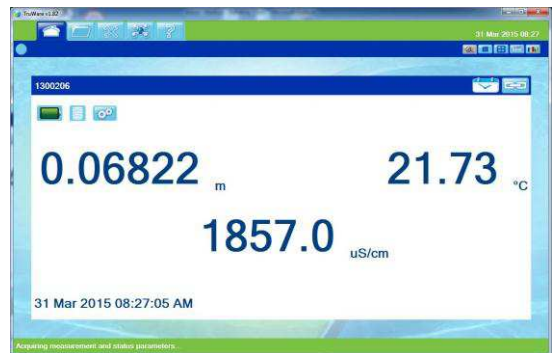 TruWare v1.82
31 Mar 2015 08:27
1300206
0.06822 m
21.73 °C
1857.0 uS/cm
31 Mar 2015 08:27:05 AM
Acquiring measurement and status parameters...